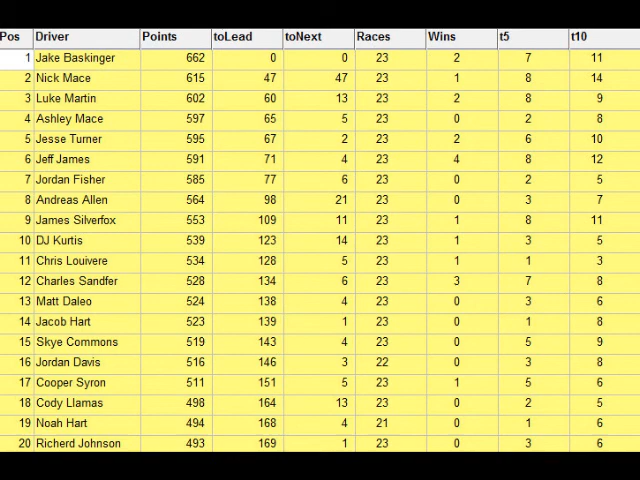 Pos Driver Points toLead toNext Races Wins t5 t10
1 Jake Baskinger 662 0 0 23 2 7 11
2 Nick Mace 615 47 47 23 1 8 14
3 Luke Martin 602 60 13 23 2 8 9
4 Ashley Mace 597 65 5 23 0 2 8
5 Jesse Turner 595 67 2 23 2 6 10
6 Jeff James 591 71 4 23 4 8 12
7 Jordan Fisher 585 77 6 23 0 2 5
8 Andreas Allen 564 98 21 23 0 3 7
9 James Silverfox 553 109 11 23 1 8 11
10 DJ Kurtis 539 123 14 23 1 3 5
11 Chris Louivere 534 128 5 23 1 1 3
12 Charles Sandfer 528 134 6 23 3 7 8
13 Matt Daleo 524 138 4 23 0 3 6
14 Jacob Hart 523 139 1 23 0 1 8
15 Skye Commons 519 143 4 23 0 5 9
16 Jordan Davis 516 146 3 22 0 3 8
17 Cooper Syron 511 151 5 23 1 5 6
18 Cody Llamas 498 164 13 23 0 2 5
19 Noah Hart 494 168 4 21 0 1 6
20 Richerd Johnson 493 169 1 23 0 3 6